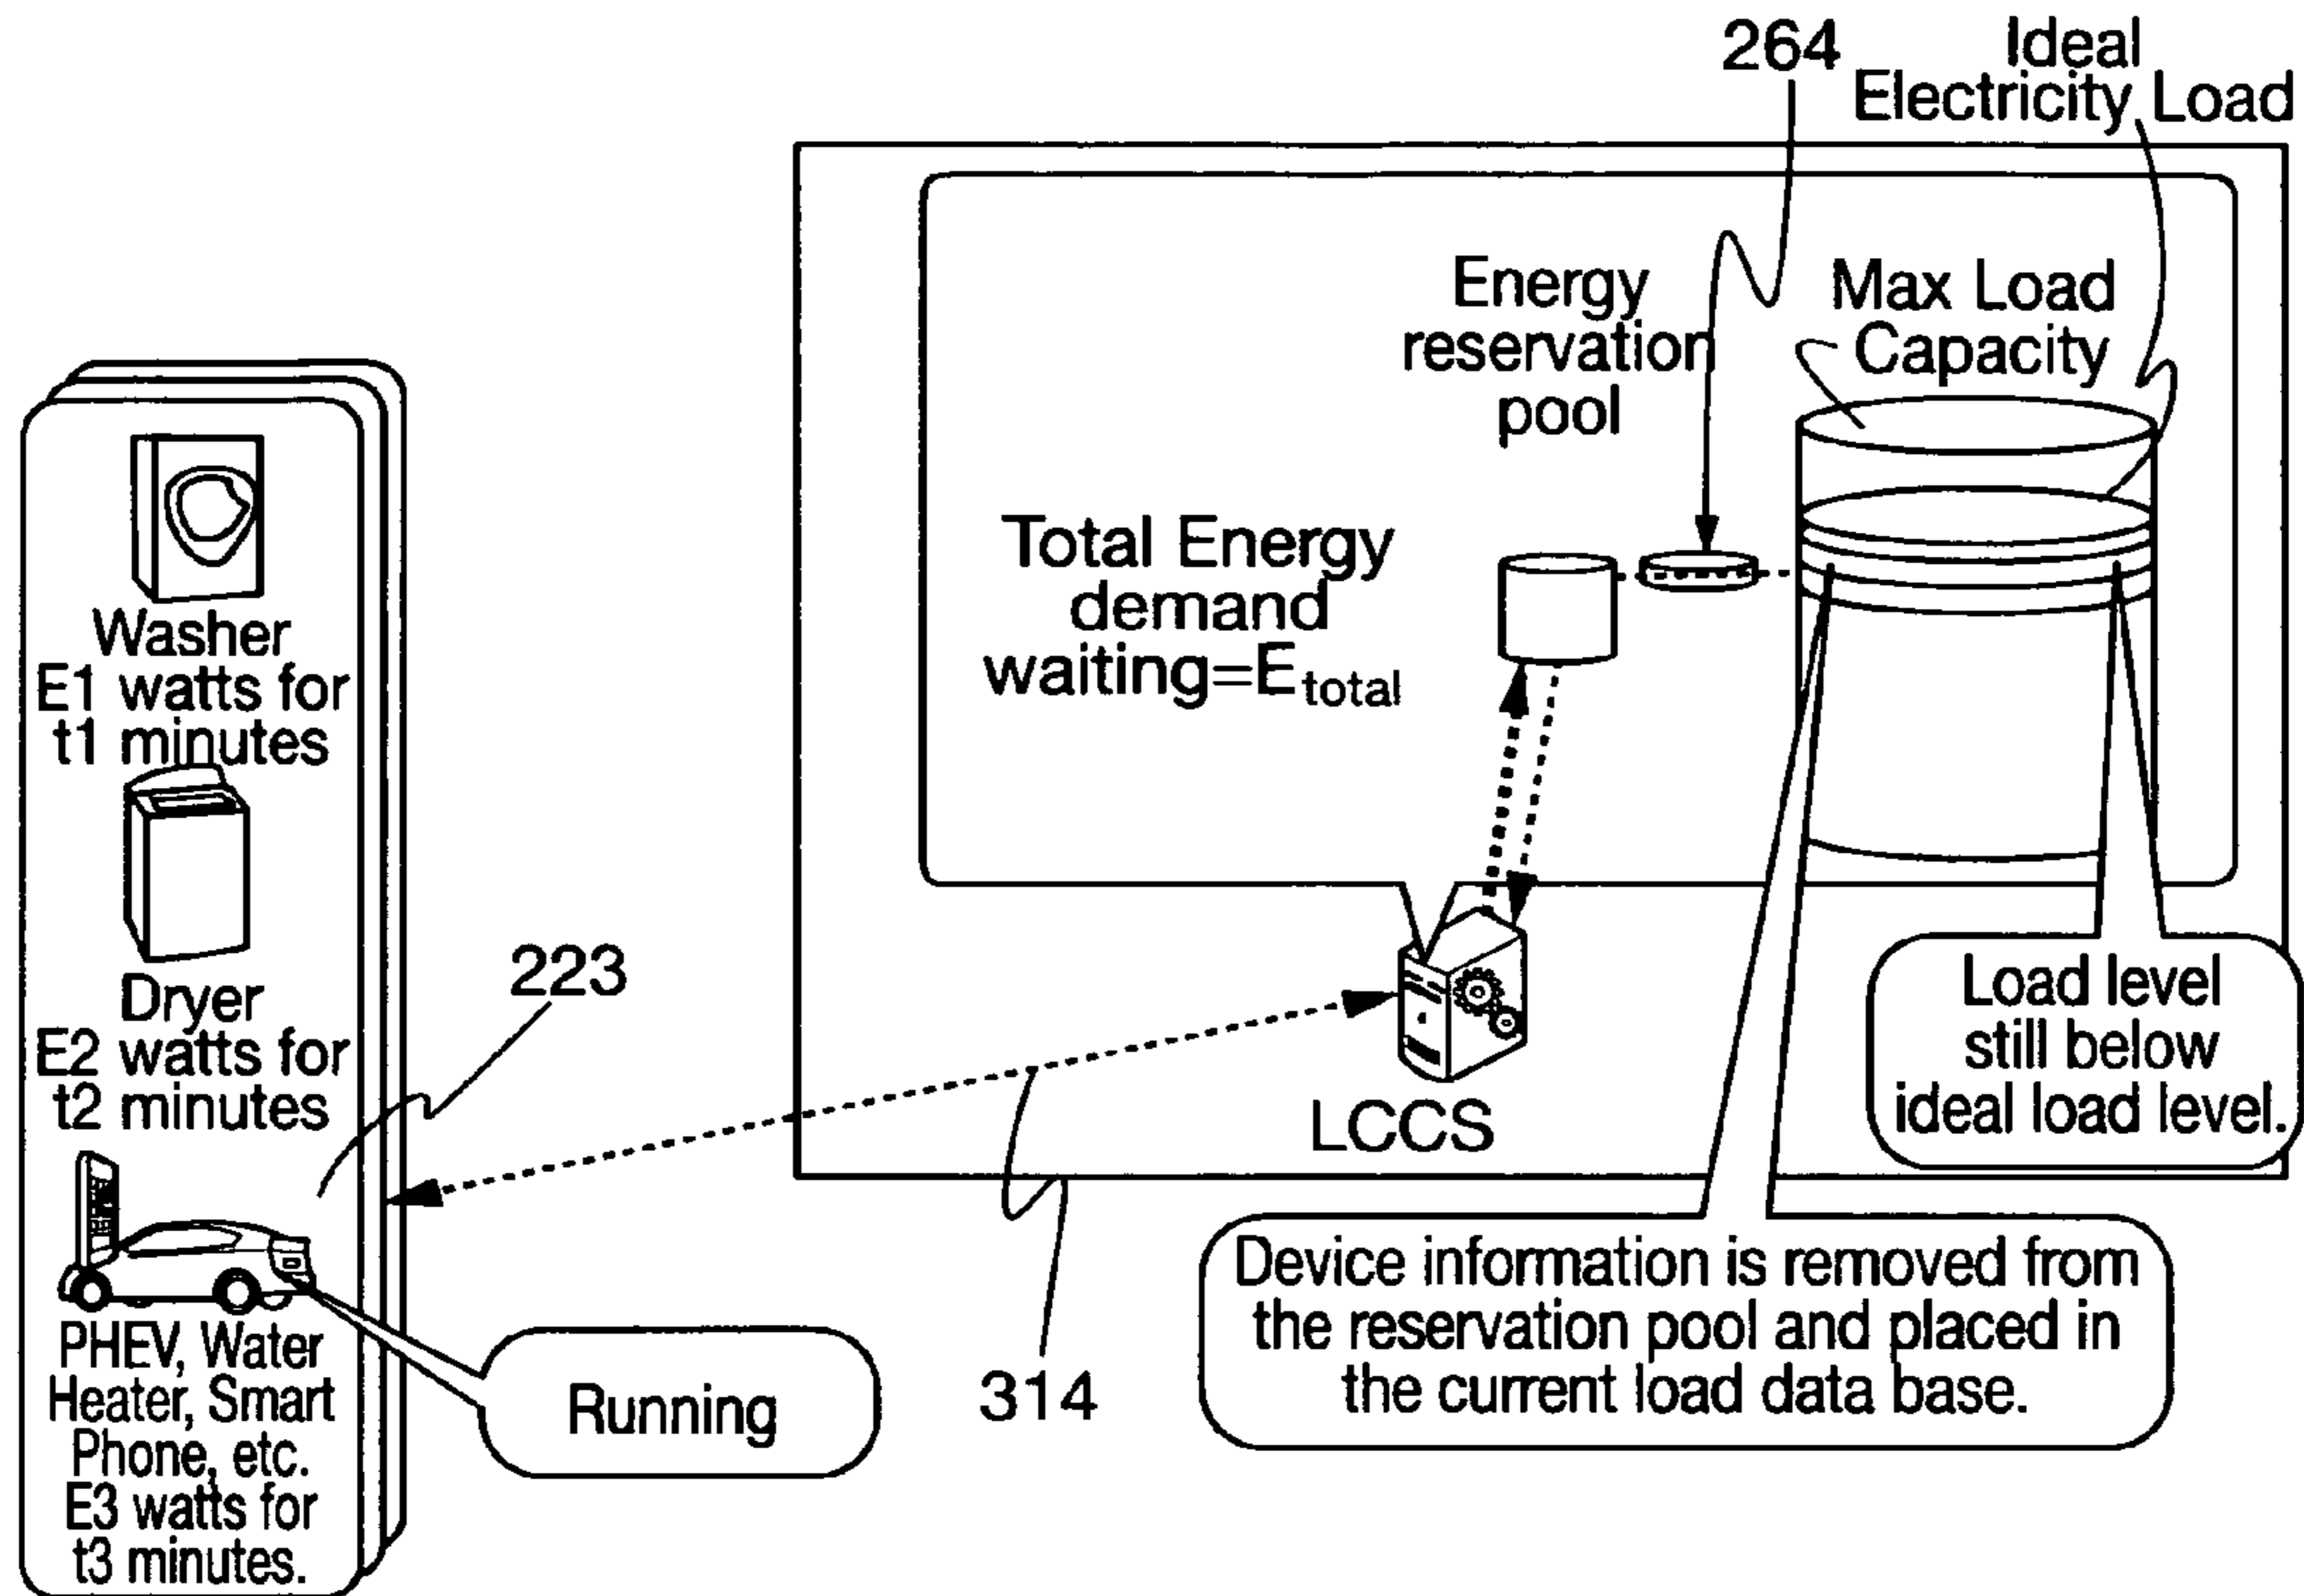 264
Ideal
Electricity Load
Energy
reservation
pool
Max Load
Capacity
Total Energy
demand
waiting=Etotal
Washer
E1 watts for
t1 minutes
Dryer
E2 watts for
t2 minutes
223
PHEV, Water
Heater, Smart
Phone, etc.
E3 watts for
t3 minutes.
Running
LCCS
314
Load level
still below
ideal load level.
Device information is removed from
the reservation pool and placed in
the current load data base.